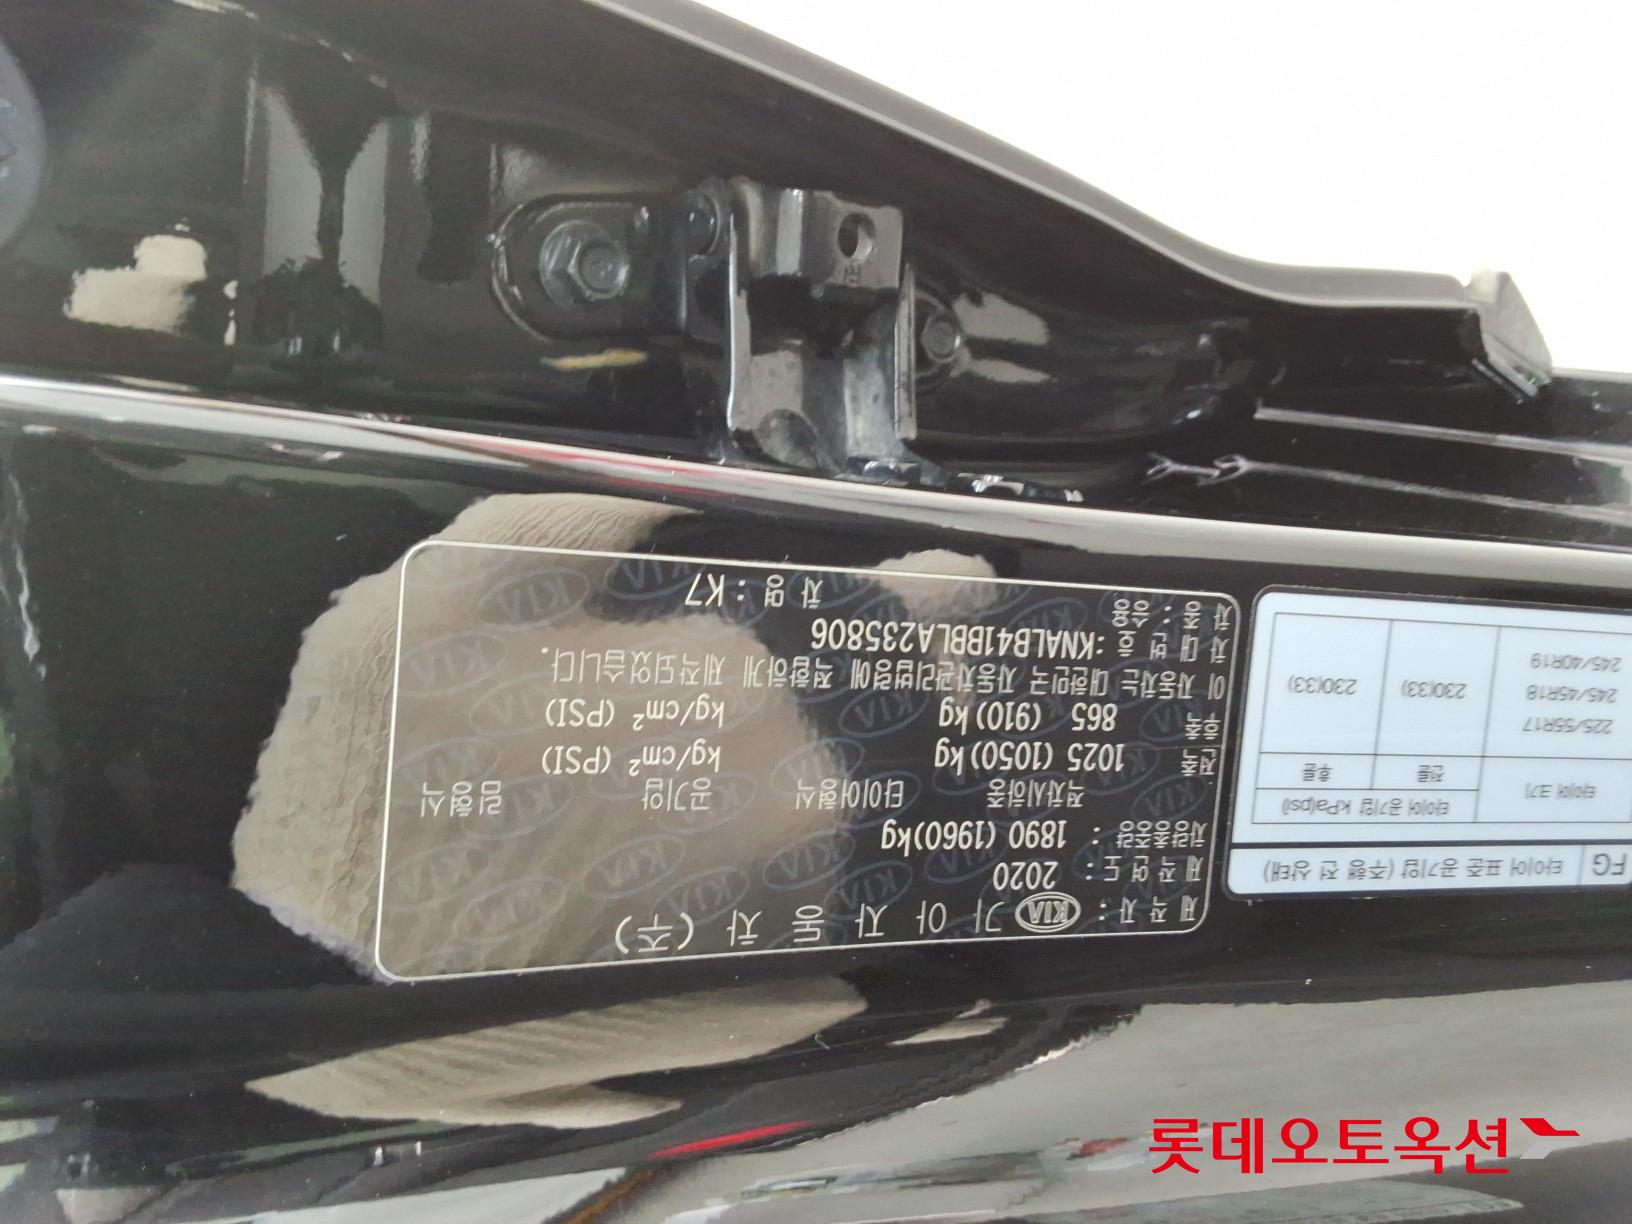 제 작 자 : KIA 기 아 자 동 차 (주)
제 작 연 도 : 2020
차량총중량 : 1890 (1960)kg
적차시하중 타이어 형식 공기압 림 형식
전 축 1025 (1050) kg kg/cm² (PSI)
후 축 865 (910) kg kg/cm² (PSI)
이 자동차는 대한민국 자동차관리법령에 적합하게 제작되었습니다.
차 대 번 호 : KNALB41BBLA235806
차 종 : 승용 차 명 : K7
FG 타이어 표준 공기압 (주행 전 상태)
타이어 크기 타이어 공기압 KPa(psi)
전륜 후륜
225/55R17
245/45R18 230(33) 230(33)
245/40R19
롯데오토옥션